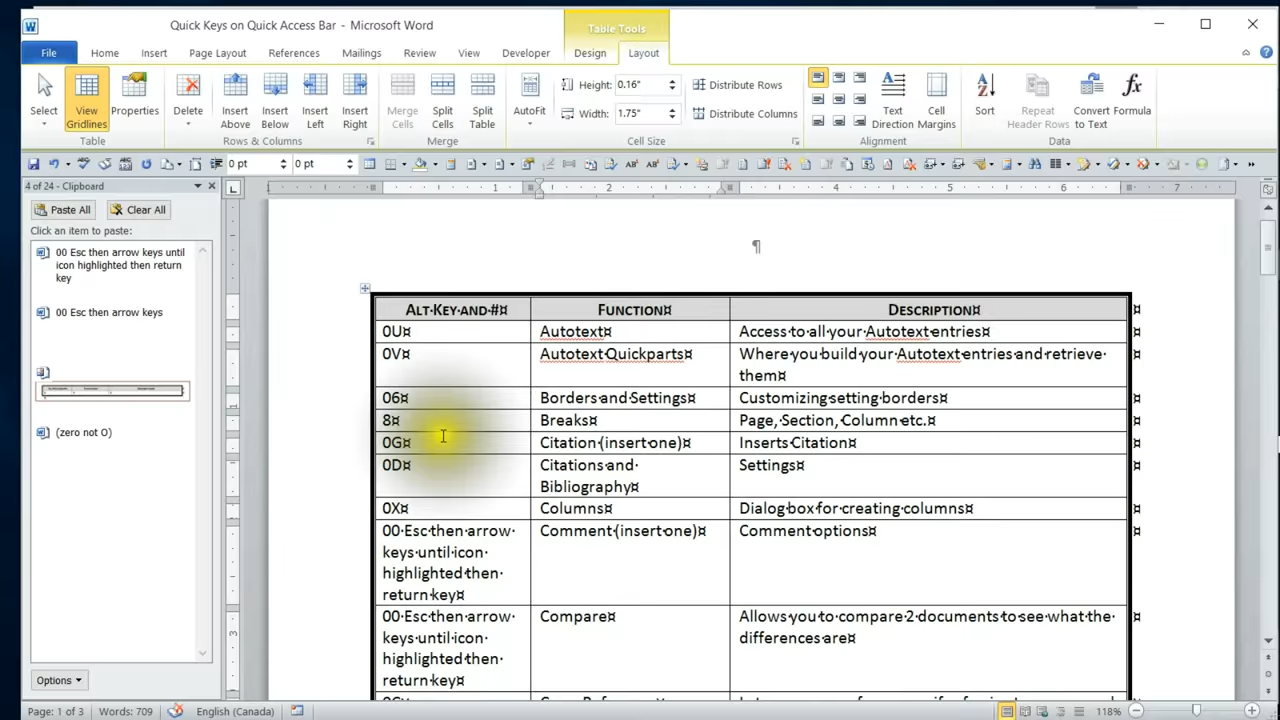 Quick Keys on Quick Access Bar - Microsoft Word
Table Tools
File Home Insert Page Layout References Mailings Review View Developer Design Layout
Select
View Gridlines
Properties
Table
Delete
Insert Above
Insert Below
Insert Left
Insert Right
Rows & Columns
Merge Cells
Split Cells
Split Table
Merge
AutoFit
Height: 0.16"
Width: 1.75"
Distribute Rows
Distribute Columns
Cell Size
Text Direction
Cell Margins
Alignment
Sort
Repeat Header Rows
Convert to Text
Formula
Data
0 pt 0 pt
4 of 24 - Clipboard
Paste All Clear All
Click an item to paste:
00 Esc then arrow keys until
icon highlighted then return
key
00 Esc then arrow keys
(zero not O)
Options
1 1 2 3 4 5 6 7
1 2 3
¶
ALT·KEY·AND·#¤ FUNCTION¤ DESCRIPTION¤ ¤
0U¤ Autotext¤ Access·to·all·your·Autotext·entries¤ ¤
0V¤ Autotext·Quickparts¤ Where·you·build·your·Autotext·entries·and·retrieve· ¤
them¤
06¤ Borders·and·Settings¤ Customizing·setting·borders¤ ¤
8¤ Breaks¤ Page,·Section,·Column·etc.¤ ¤
0G¤ Citation·(insert·one)¤ Inserts·Citation¤ ¤
0D¤ Citations·and· Settings¤ ¤
Bibliography¤
0X¤ Columns¤ Dialog·box·for·creating·columns¤ ¤
00·Esc·then·arrow· Comment·(insert·one)¤ Comment·options¤ ¤
keys·until·icon·
highlighted·then·
return·key¤
00·Esc·then·arrow· Compare¤ Allows·you·to·compare·2·documents·to·see·what·the· ¤
keys·until·icon· differences·are¤
highlighted·then·
return·key¤
Page: 1 of 3 Words: 709 English (Canada) 118%